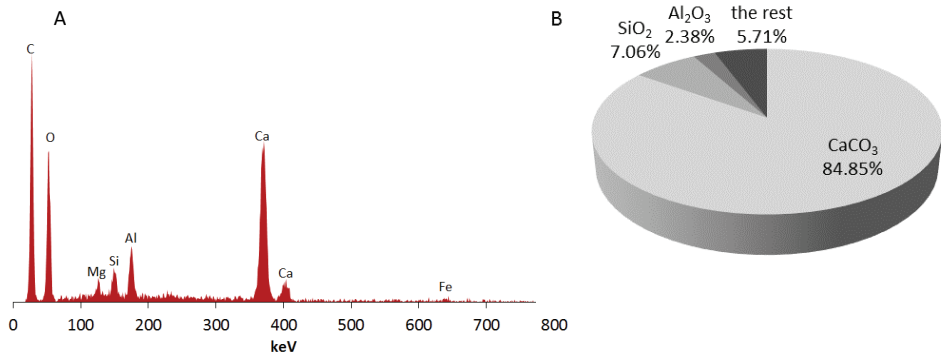 A
C
O
Mg
Si
Al
Ca
Ca
Fe
0 100 200 300 400 500 600 700 800
keV
B
SiO₂
7.06%
Al₂O₃
2.38%
the rest
5.71%
CaCO₃
84.85%